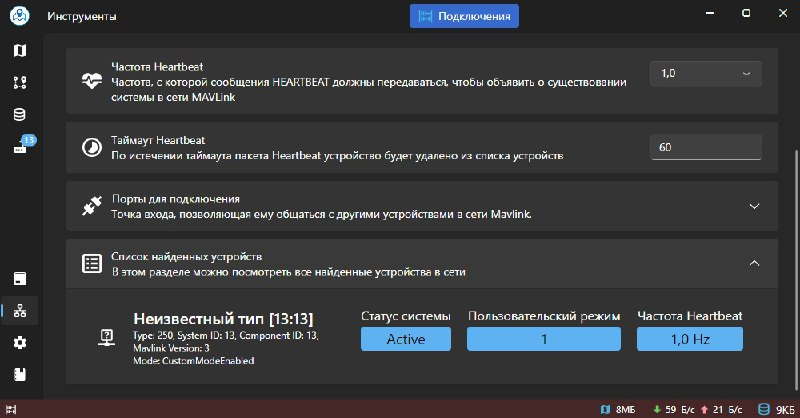 Инструменты
Подключения
13
Частота Heartbeat
Частота, с которой сообщения HEARTBEAT должны передаваться, чтобы объявить о существовании
системы в сети MAVLink
1,0
Таймаут Heartbeat
По истечении таймаута пакета Heartbeat устройство будет удалено из списка устройств
60
Порты для подключения
Точка входа, позволяющая ему общаться с другими устройствами в сети Mavlink.
Список найденных устройств
В этом разделе можно посмотреть все найденные устройства в сети
Неизвестный тип [13:13]
Type: 250, System ID: 13, Component ID: 13,
Mavlink Version: 3
Mode: CustomModeEnabled
Статус системы
Active
Пользовательский режим
1
Частота Heartbeat
1,0 Hz
8МБ
59 Б/с
21 Б/с
9КБ